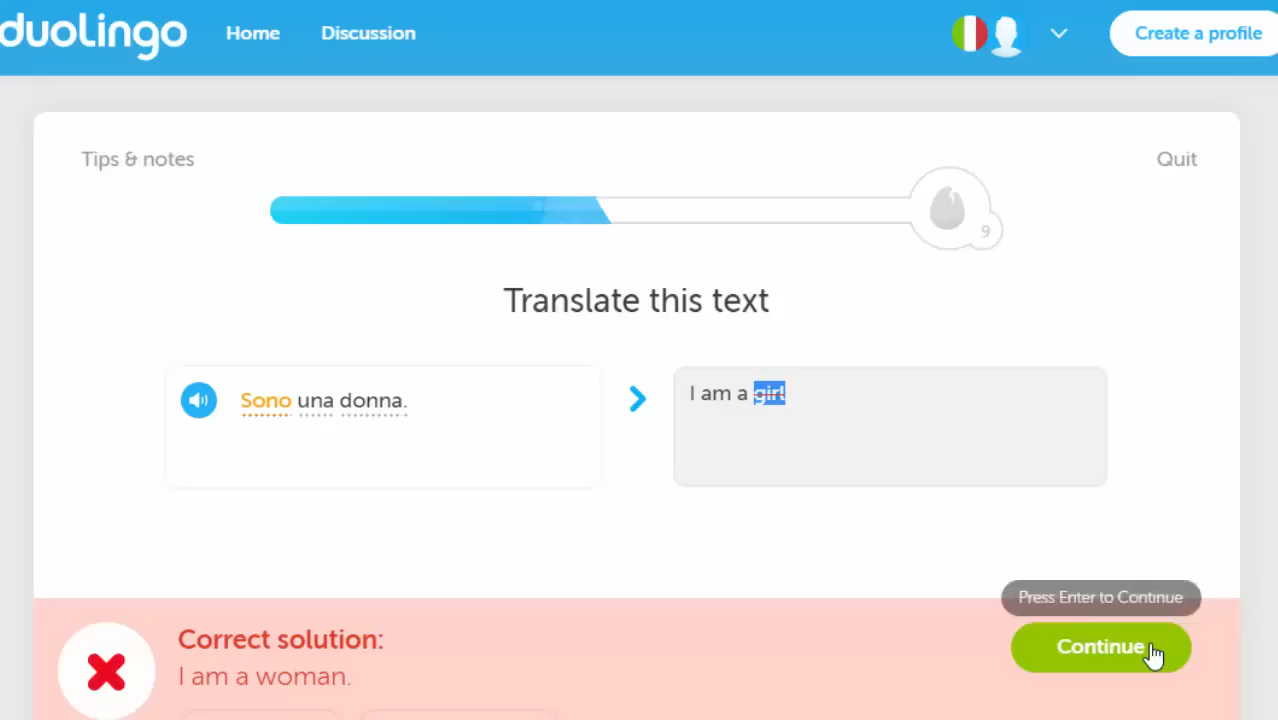 duolingo Home Discussion Create a profile
Tips & notes Quit
9
Translate this text
Sono una donna. I am a girl
Press Enter to Continue
Correct solution: Continue
I am a woman.